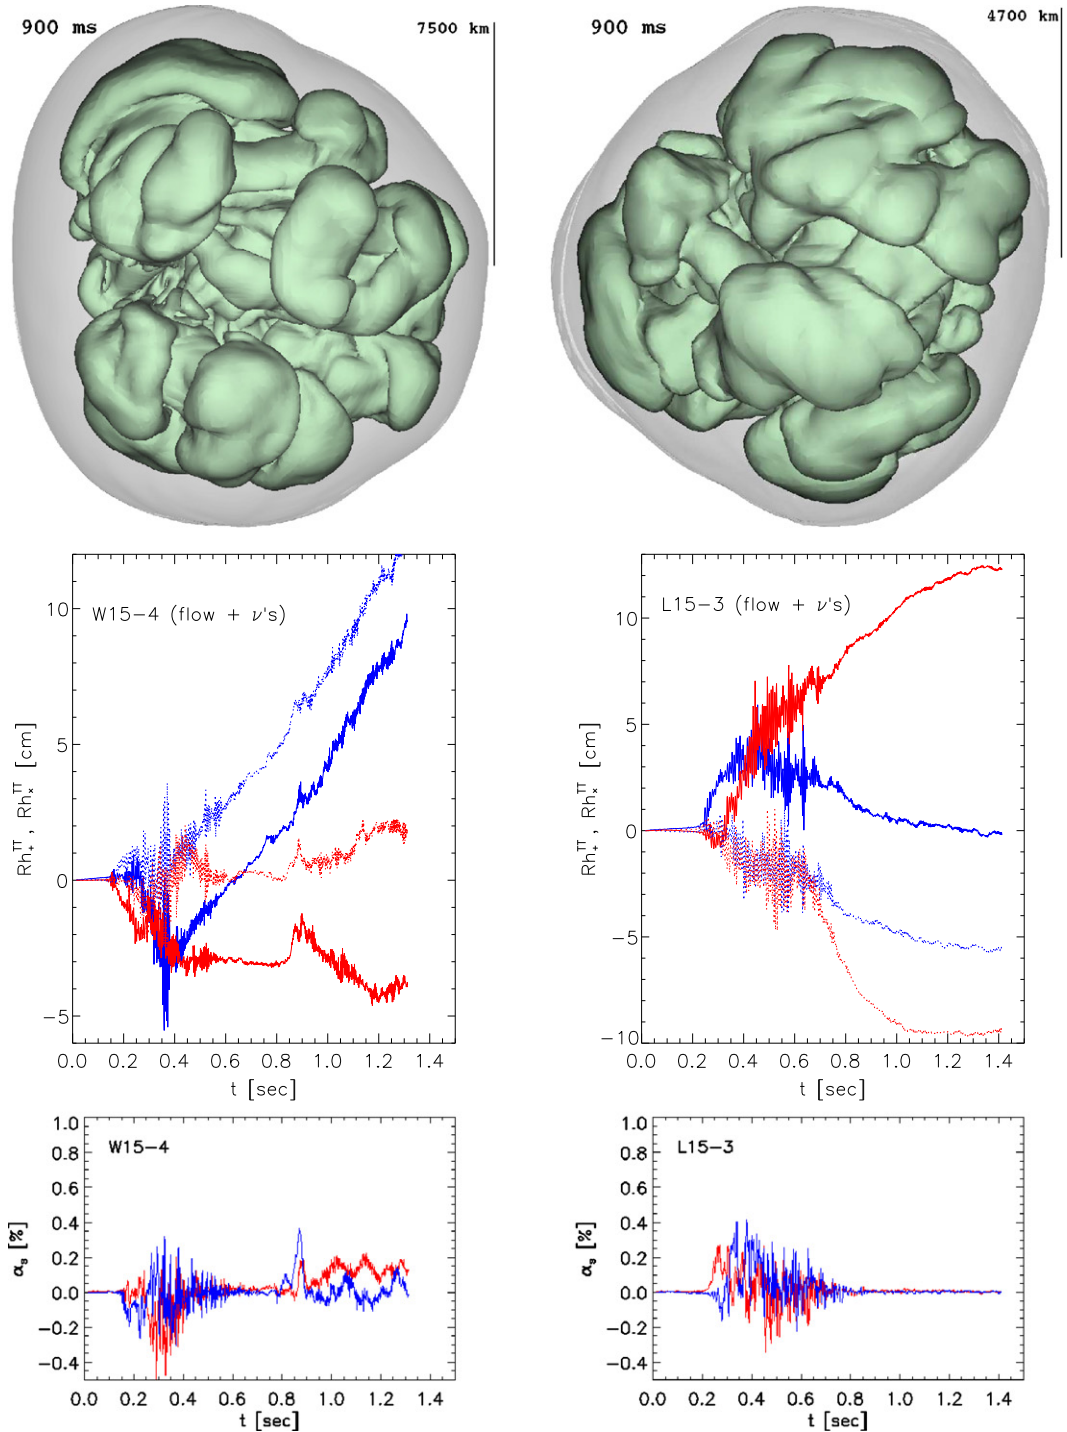 900 ms
7500 km
900 ms
4700 km
W15-4 (flow + ν's)
Rh₊ᵀᵀ , Rhₓᵀᵀ [cm]
10
5
0
-5
0.0 0.2 0.4 0.6 0.8 1.0 1.2 1.4
t [sec]
L15-3 (flow + ν's)
Rh₊ᵀᵀ , Rhₓᵀᵀ [cm]
10
5
0
-5
-10
0.0 0.2 0.4 0.6 0.8 1.0 1.2 1.4
t [sec]
W15-4
αₛ [%]
1.0
0.8
0.6
0.4
0.2
0.0
-0.2
-0.4
0.0 0.2 0.4 0.6 0.8 1.0 1.2 1.4
t [sec]
L15-3
αₛ [%]
1.0
0.8
0.6
0.4
0.2
0.0
-0.2
-0.4
0.0 0.2 0.4 0.6 0.8 1.0 1.2 1.4
t [sec]